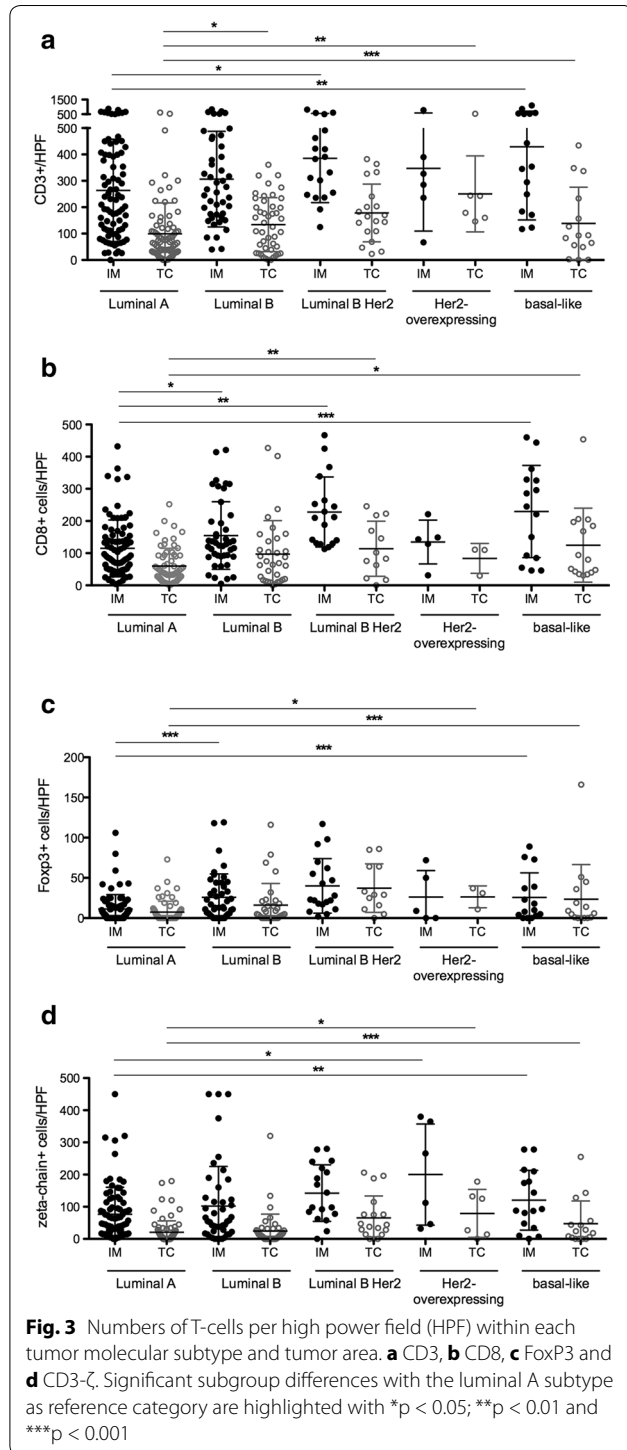 a
*
**
***
*
**
CD3+/HPF
1500
500
500
400
300
200
100
0
IM TC IM TC IM TC IM TC IM TC
Luminal A Luminal B Luminal B Her2 Her2-overexpressing basal-like
b
**
*
*
**
***
CD8+ cells/HPF
500
400
300
200
100
0
IM TC IM TC IM TC IM TC IM TC
Luminal A Luminal B Luminal B Her2 Her2-overexpressing basal-like
c
*
***
***
***
Foxp3+ cells/HPF
200
150
100
50
0
IM TC IM TC IM TC IM TC IM TC
Luminal A Luminal B Luminal B Her2 Her2-overexpressing basal-like
d
*
***
*
**
zeta-chain+ cells/HPF
500
400
300
200
100
0
IM TC IM TC IM TC IM TC IM TC
Luminal A Luminal B Luminal B Her2 Her2-overexpressing basal-like
Fig. 3 Numbers of T-cells per high power field (HPF) within each
tumor molecular subtype and tumor area. a CD3, b CD8, c FoxP3 and
d CD3-ζ. Significant subgroup differences with the luminal A subtype
as reference category are highlighted with *p < 0.05; **p < 0.01 and
***p < 0.001